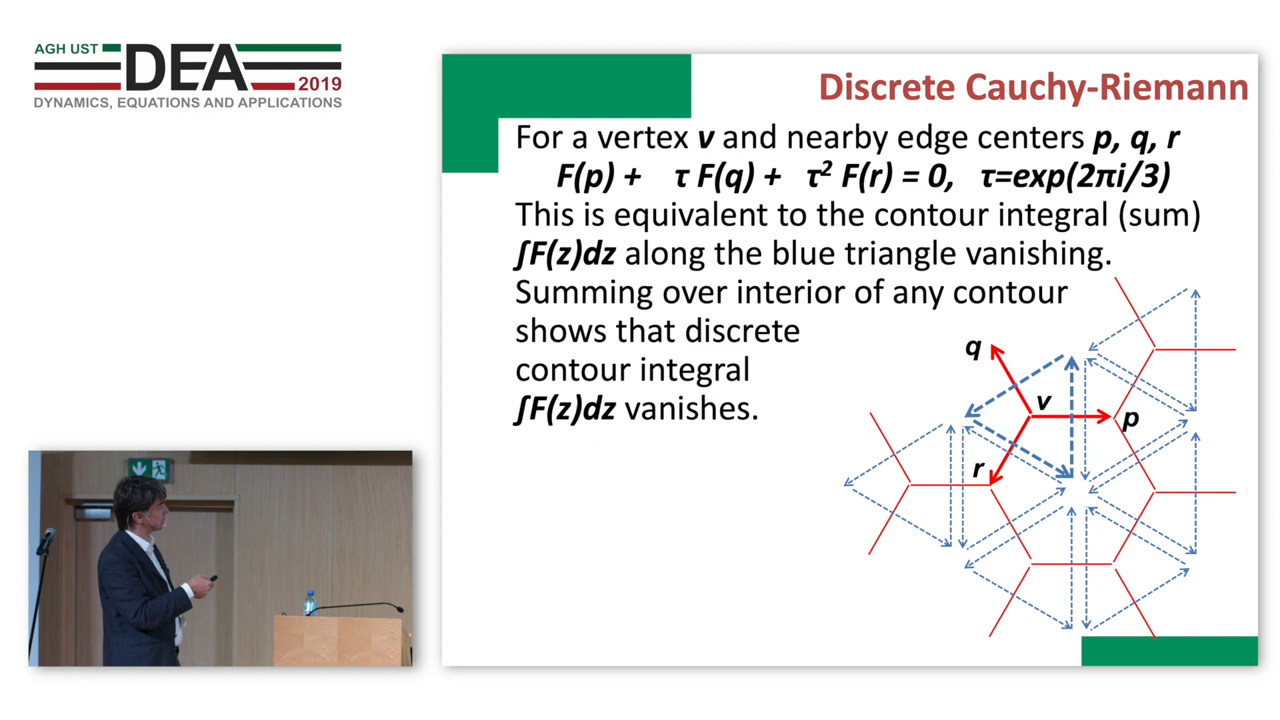 AGH UST
DEA
2019
DYNAMICS, EQUATIONS AND APPLICATIONS
Discrete Cauchy-Riemann
For a vertex v and nearby edge centers p, q, r
F(p) + τ F(q) + τ² F(r) = 0, τ=exp(2πi/3)
This is equivalent to the contour integral (sum)
∫F(z)dz along the blue triangle vanishing.
Summing over interior of any contour
shows that discrete
contour integral
∫F(z)dz vanishes.
q
v
p
r